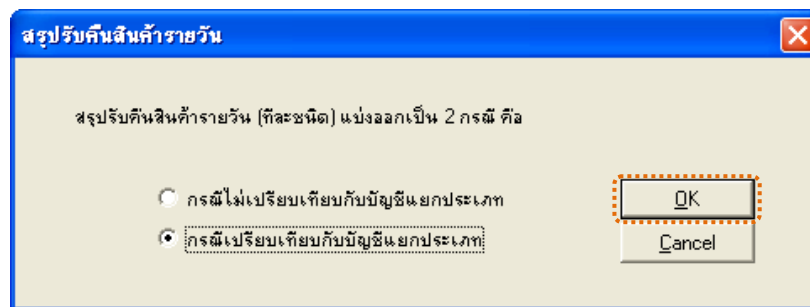 สรุปรับคืนสินค้ารายวัน
สรุปรับคืนสินค้ารายวัน (ทีละชนิด) แบ่งออกเป็น 2 กรณี คือ
กรณีไม่เปรียบเทียบกับบัญชีแยกประเภท
OK
กรณีเปรียบเทียบกับบัญชีแยกประเภท
Cancel